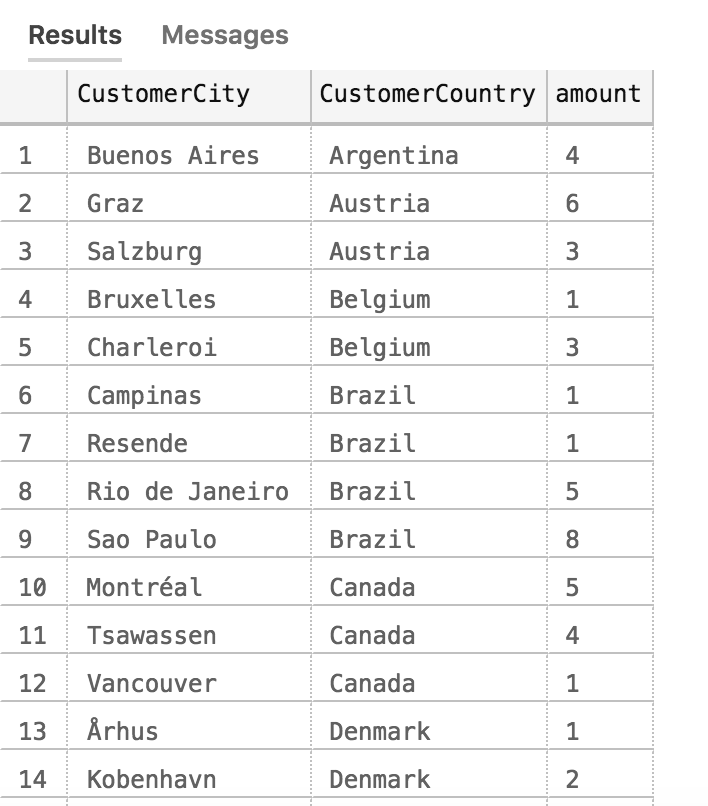 Results Messages
CustomerCity CustomerCountry amount
1 Buenos Aires Argentina 4
2 Graz Austria 6
3 Salzburg Austria 3
4 Bruxelles Belgium 1
5 Charleroi Belgium 3
6 Campinas Brazil 1
7 Resende Brazil 1
8 Rio de Janeiro Brazil 5
9 Sao Paulo Brazil 8
10 Montréal Canada 5
11 Tsawassen Canada 4
12 Vancouver Canada 1
13 Århus Denmark 1
14 Kobenhavn Denmark 2